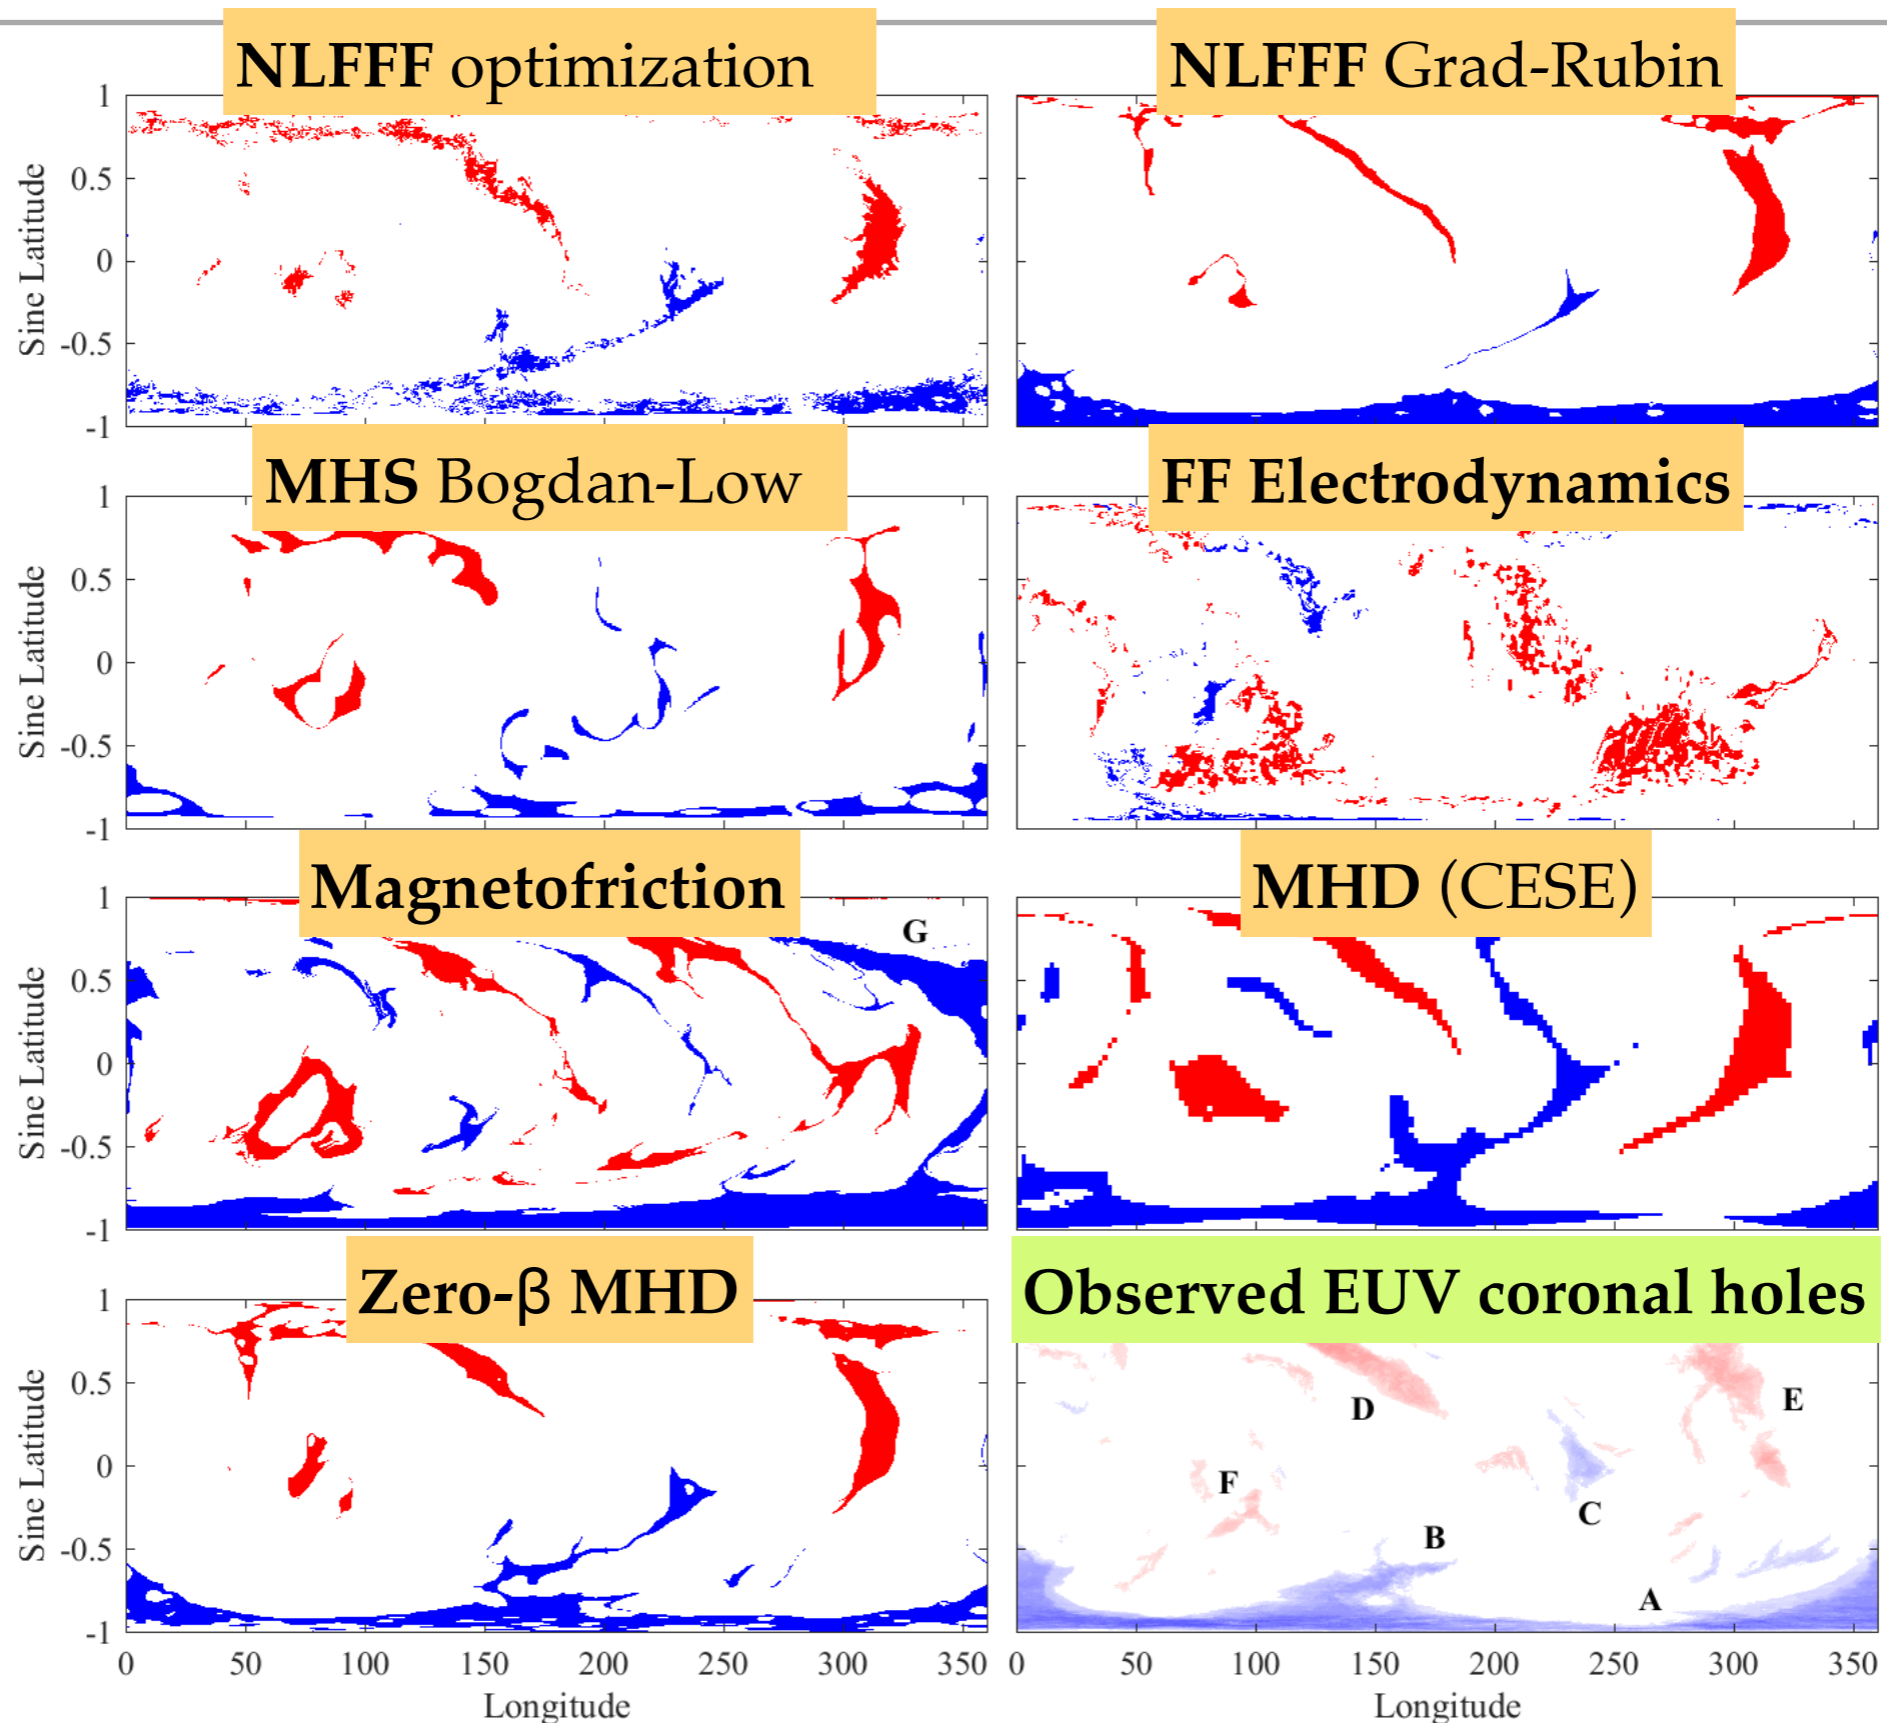 NLFFF optimization
NLFFF Grad-Rubin
1
0.5
0
-0.5
-1
Sine Latitude
MHS Bogdan-Low
FF Electrodynamics
1
0.5
0
-0.5
-1
Sine Latitude
Magnetofriction
MHD (CESE)
1
0.5
0
-0.5
-1
Sine Latitude
G
Zero-β MHD
Observed EUV coronal holes
1
0.5
0
-0.5
-1
Sine Latitude
D
E
F
C
B
A
0 50 100 150 200 250 300 350
Longitude
0 50 100 150 200 250 300 350
Longitude